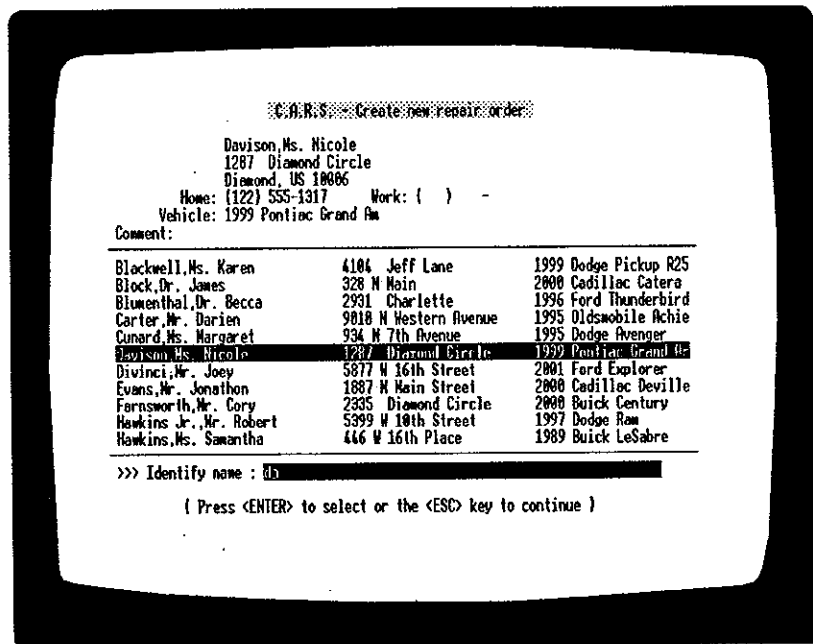 C.A.R.S. - Create new repair order
Davison,Ms. Nicole
1287 Diamond Circle
Diamond, US 10006
Home: (122) 555-1317 Work: ( ) -
Vehicle: 1999 Pontiac Grand Am
Comment:
Blackwell,Ms. Karen 4104 Jeff Lane 1999 Dodge Pickup R25
Block,Dr. James 328 N Main 2000 Cadillac Catera
Blumenthal,Dr. Becca 2931 Charlette 1996 Ford Thunderbird
Carter,Mr. Darien 9018 N Western Avenue 1995 Oldsmobile Achie
Cunard,Ms. Margaret 934 N 7th Avenue 1995 Dodge Avenger
Davison,Ms. Nicole 1287 Diamond Circle 1999 Pontiac Grand Am
Divinci,Mr. Joey 5877 W 16th Street 2001 Ford Explorer
Evans,Mr. Jonathon 1887 N Main Street 2000 Cadillac Deville
Farnsworth,Mr. Cory 2335 Diamond Circle 2000 Buick Century
Hawkins Jr.,Mr. Robert 5399 W 10th Street 1997 Dodge Ram
Hawkins,Ms. Samantha 446 W 16th Place 1989 Buick LeSabre
>>> Identify name : da
( Press <ENTER> to select or the <ESC> key to continue )